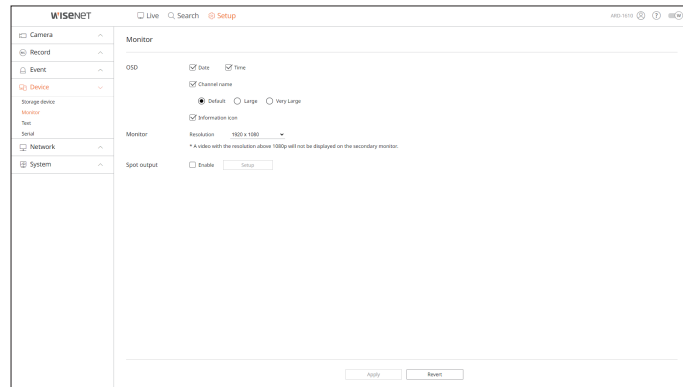 WISENET
Live Search Setup
ARD-1610
Camera
Record
Event
Device
Storage device
Monitor
Text
Serial
Network
System
Monitor
OSD
Date Time
Channel name
Default Large Very Large
Information icon
Monitor Resolution 1920 x 1080
* A video with the resolution above 1080p will not be displayed on the secondary monitor.
Spot output Enable Setup
Apply Revert